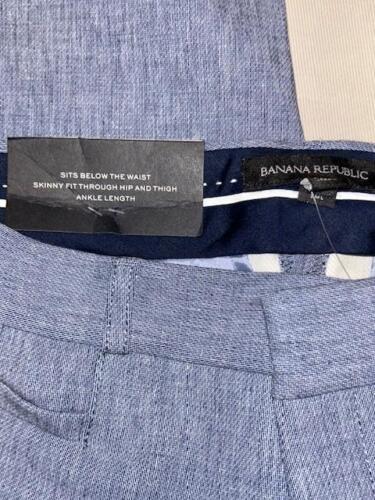 SITS BELOW THE WAIST
SKINNY FIT THROUGH HIP AND THIGH
ANKLE LENGTH
BANANA REPUBLIC